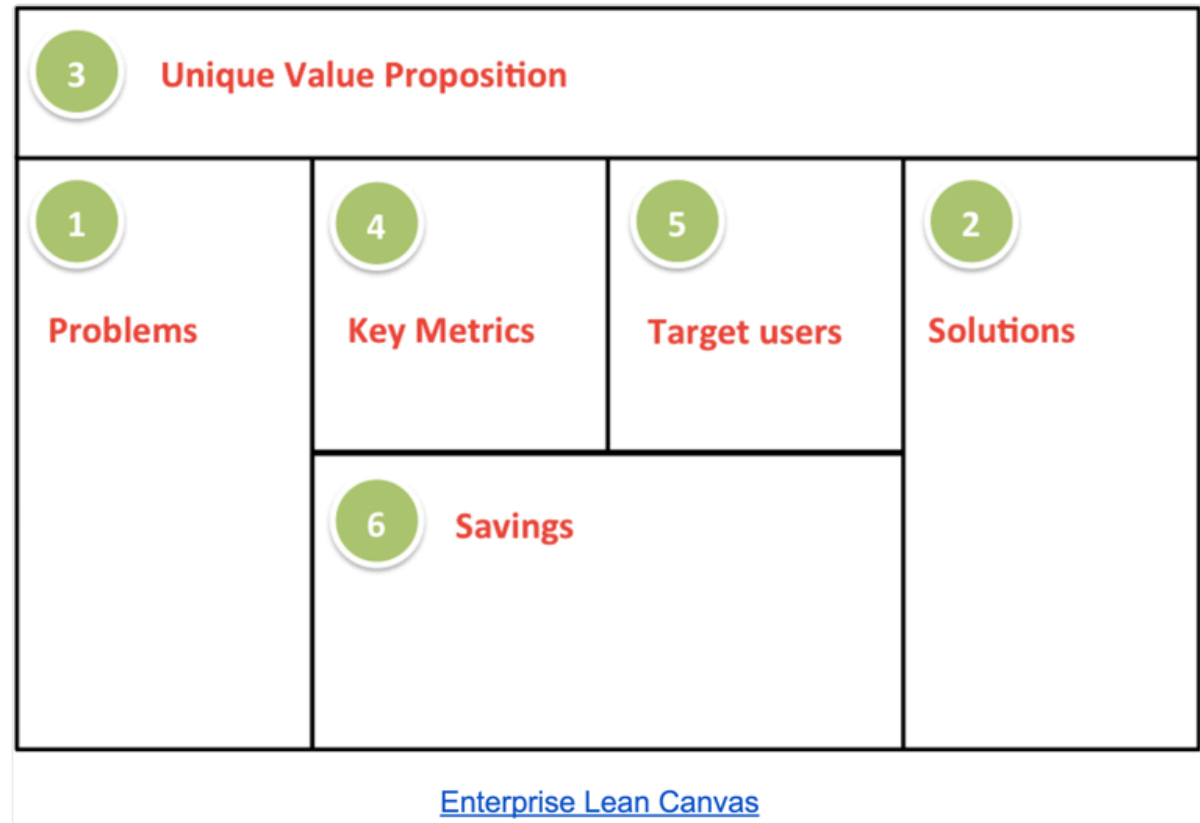 3 Unique Value Proposition
1
Problems
4
Key Metrics
5
Target users
2
Solutions
6 Savings
Enterprise Lean Canvas